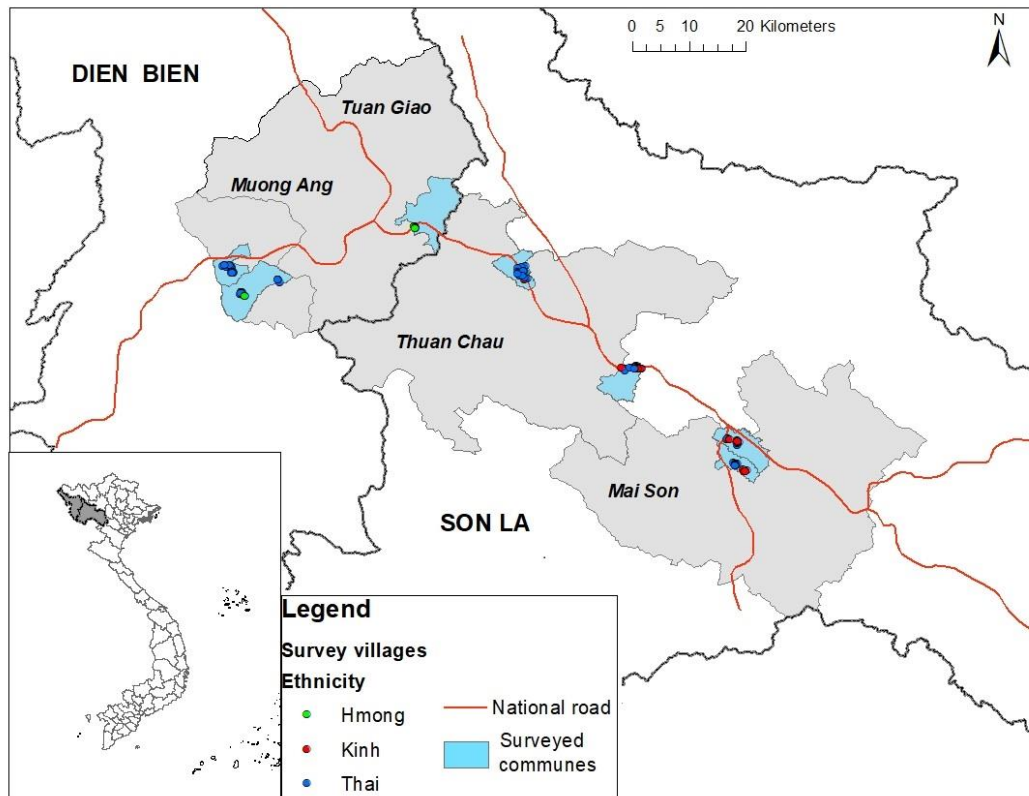 0 5 10 20 Kilometers
N
DIEN BIEN
Tuan Giao
Muong Ang
Thuan Chau
Mai Son
SON LA
Legend
Survey villages
Ethnicity
Hmong
Kinh
Thai
National road
Surveyed
communes